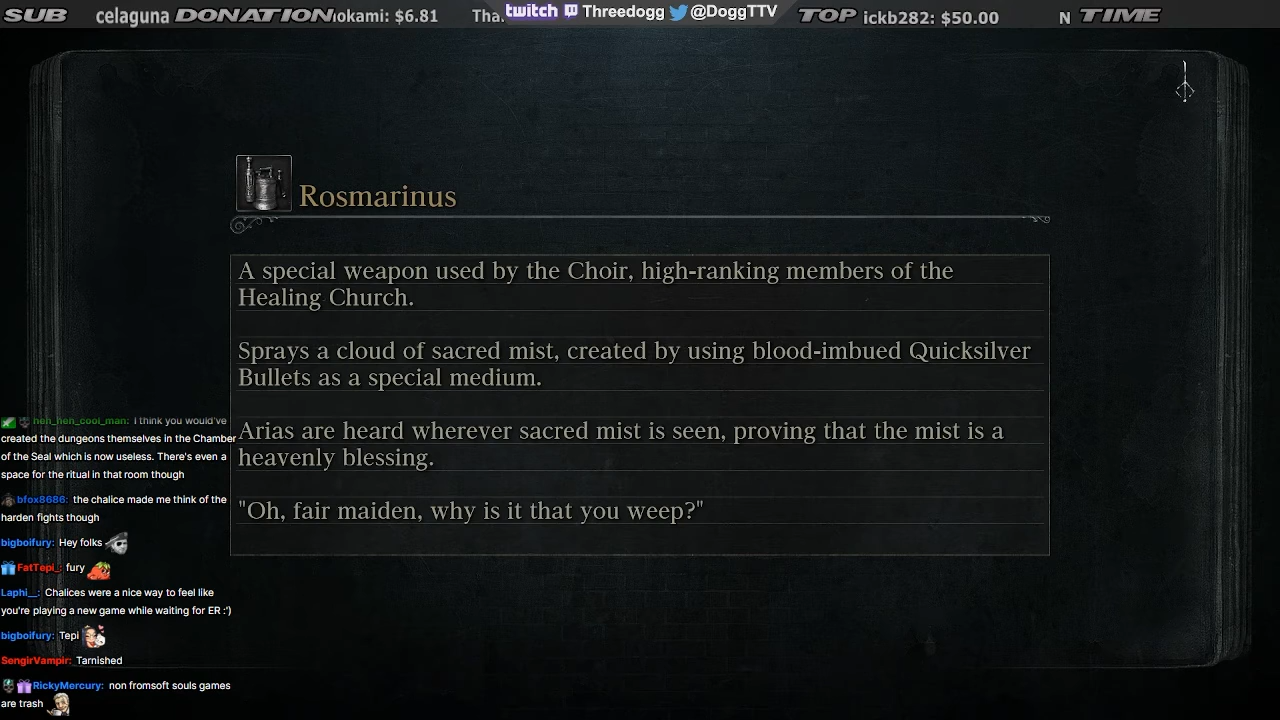 SUB celaguna DONATION iokami: $6.81 Tha twitch Threedogg @DoggTTV TOP ickb282: $50.00 N TIME
Rosmarinus
A special weapon used by the Choir, high-ranking members of the
Healing Church.
Sprays a cloud of sacred mist, created by using blood-imbued Quicksilver
Bullets as a special medium.
Arias are heard wherever sacred mist is seen, proving that the mist is a
heavenly blessing.
"Oh, fair maiden, why is it that you weep?"
heh_heh_cool_man: I think you would've
created the dungeons themselves in the Chamber
of the Seal which is now useless. There's even a
space for the ritual in that room though
bfox8686: the chalice made me think of the
harden fights though
bigboifury: Hey folks
FatTepi_: fury
Laphi__: Chalices were a nice way to feel like
you're playing a new game while waiting for ER :')
bigboifury: Tepi
SengirVampir: Tarnished
RickyMercury: non fromsoft souls games
are trash